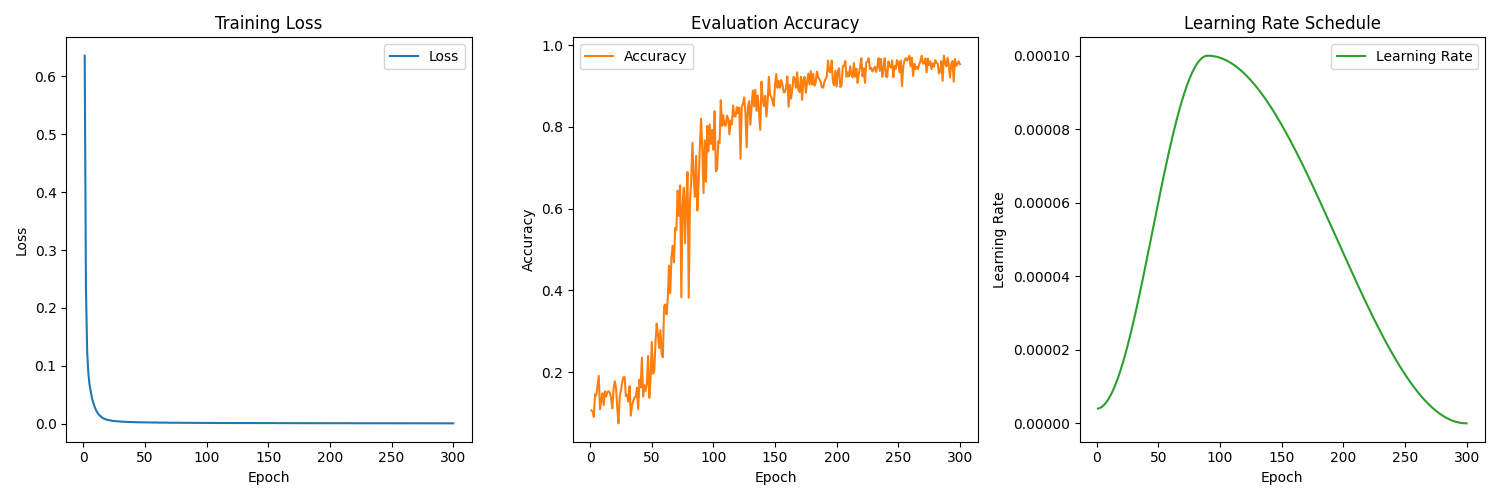 Training Loss
Loss
0.6
0.5
0.4
0.3
0.2
0.1
0.0
Loss
0 50 100 150 200 250 300
Epoch
Evaluation Accuracy
Accuracy
1.0
0.8
0.6
0.4
0.2
Accuracy
0 50 100 150 200 250 300
Epoch
Learning Rate Schedule
Learning Rate
0.00010
0.00008
0.00006
0.00004
0.00002
0.00000
Learning Rate
0 50 100 150 200 250 300
Epoch